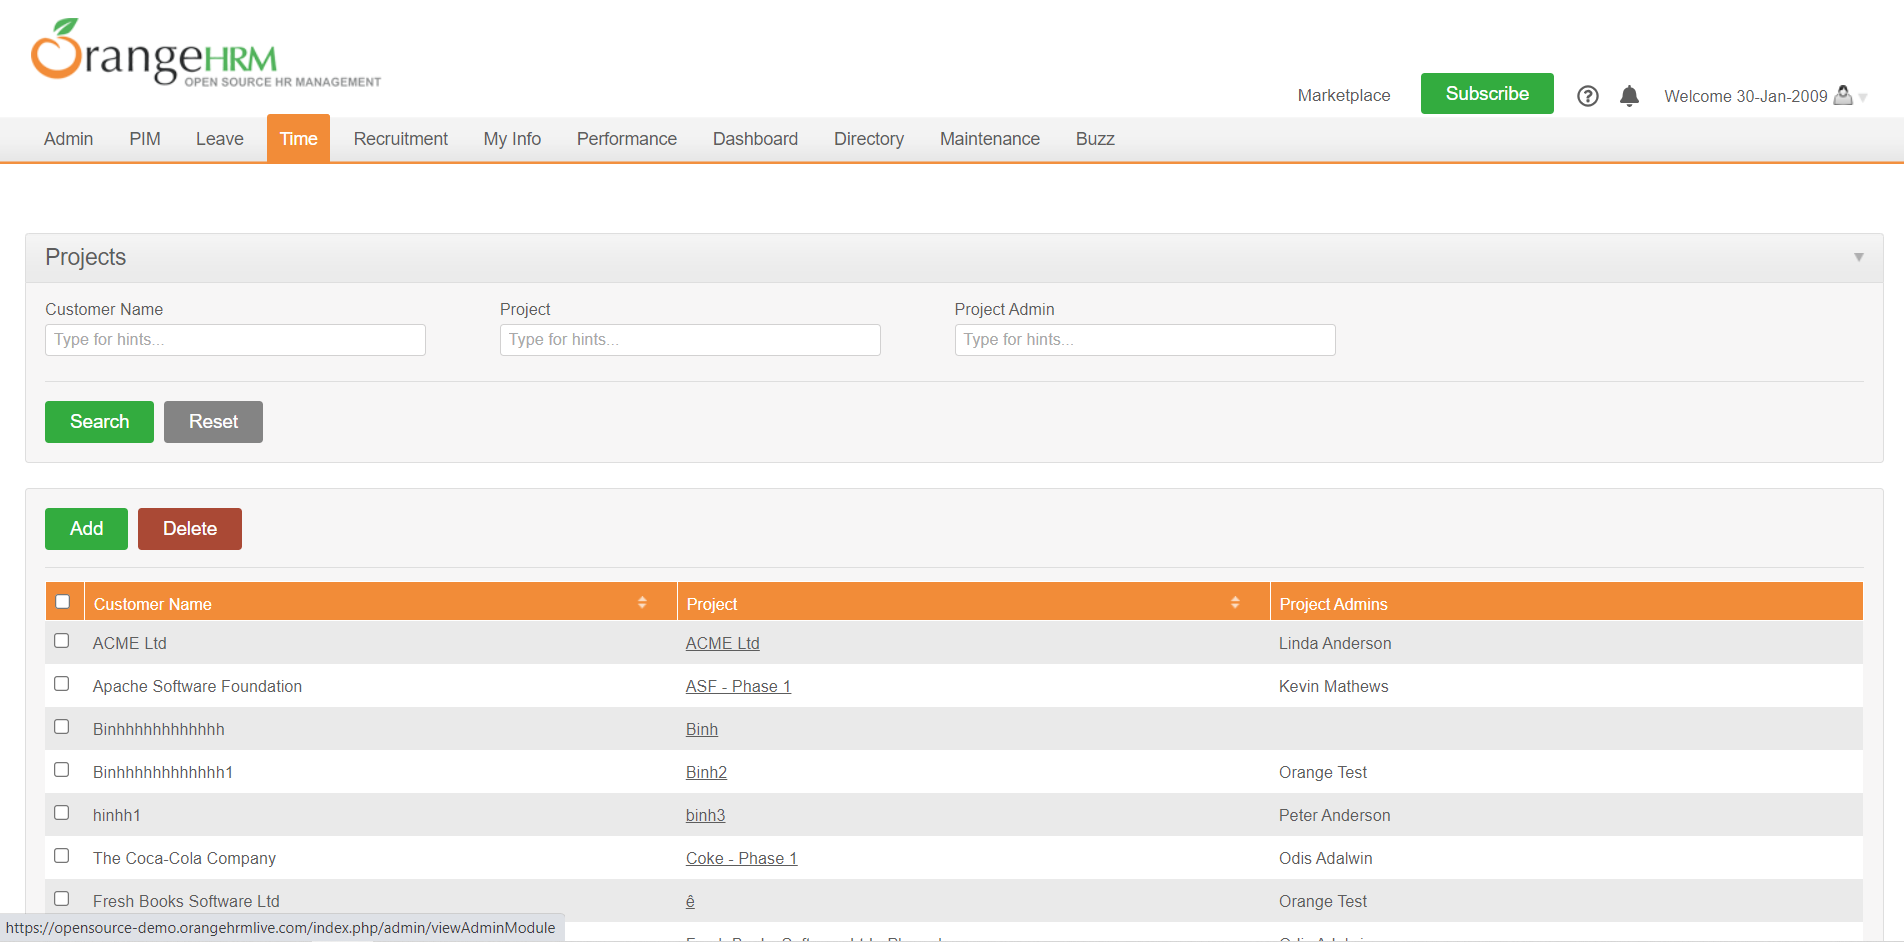 OrangeHRM
OPEN SOURCE HR MANAGEMENT
Marketplace Subscribe Welcome 30-Jan-2009
Admin PIM Leave Time Recruitment My Info Performance Dashboard Directory Maintenance Buzz
Projects
Customer Name Project Project Admin
Type for hints... Type for hints... Type for hints...
Search Reset
Add Delete
Customer Name Project Project Admins
ACME Ltd ACME Ltd Linda Anderson
Apache Software Foundation ASF - Phase 1 Kevin Mathews
Binhhhhhhhhhhhh Binh
Binhhhhhhhhhhhh1 Binh2 Orange Test
hinhh1 binh3 Peter Anderson
The Coca-Cola Company Coke - Phase 1 Odis Adalwin
Fresh Books Software Ltd ê Orange Test
https://opensource-demo.orangehrmlive.com/index.php/admin/viewAdminModule